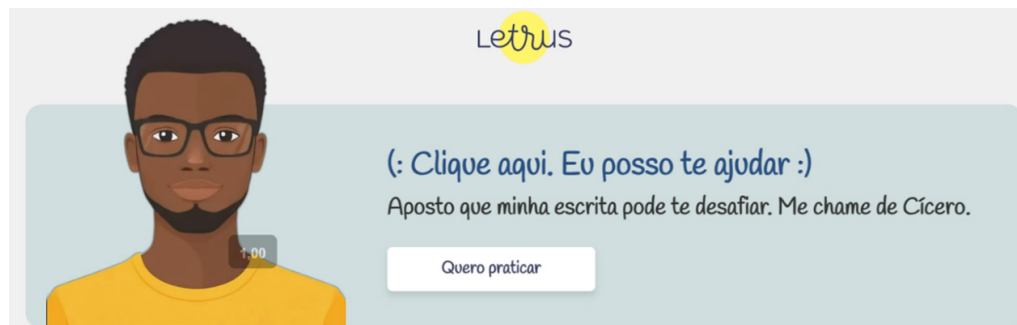 Letrus
(: Clique aqui. Eu posso te ajudar :)
Aposto que minha escrita pode te desafiar. Me chame de Cícero.
1,00
Quero praticar